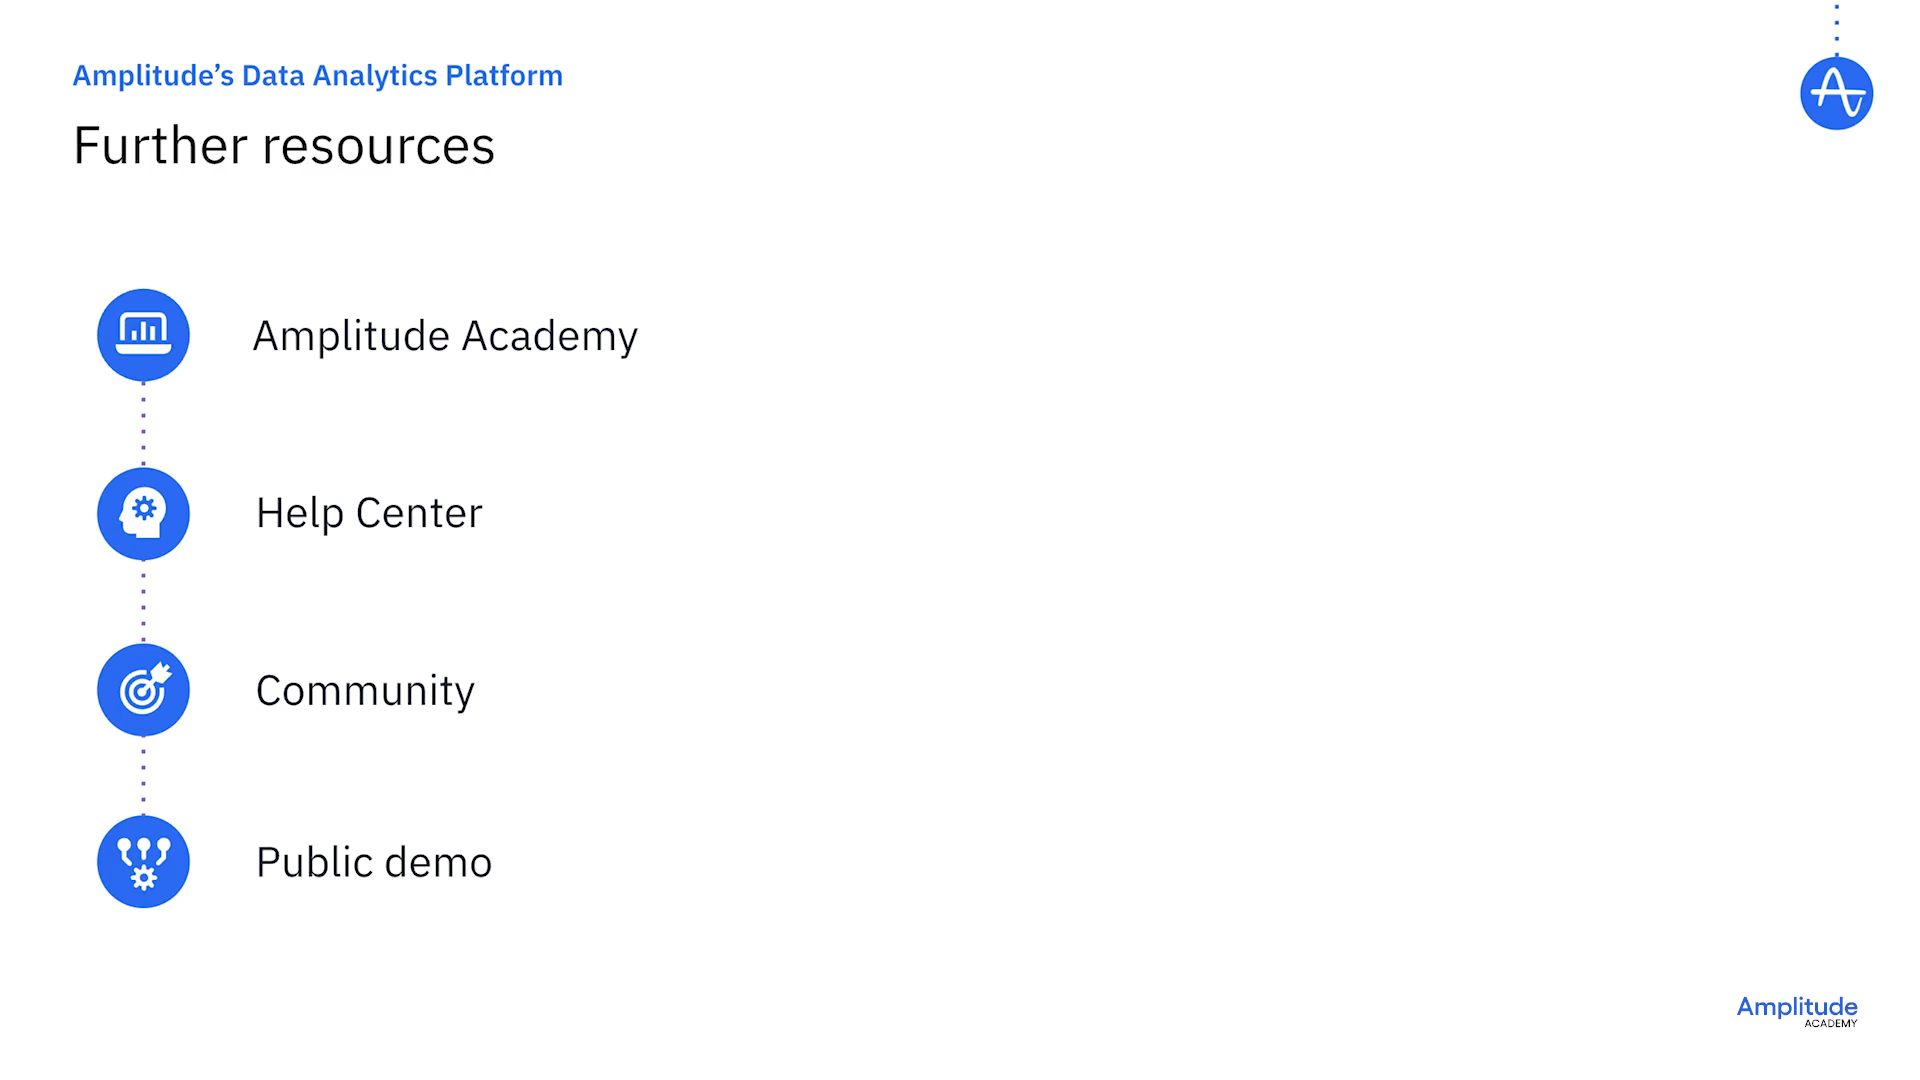 Amplitude’s Data Analytics Platform
Further resources
Amplitude Academy
Help Center
Community
Public demo
Amplitude
ACADEMY